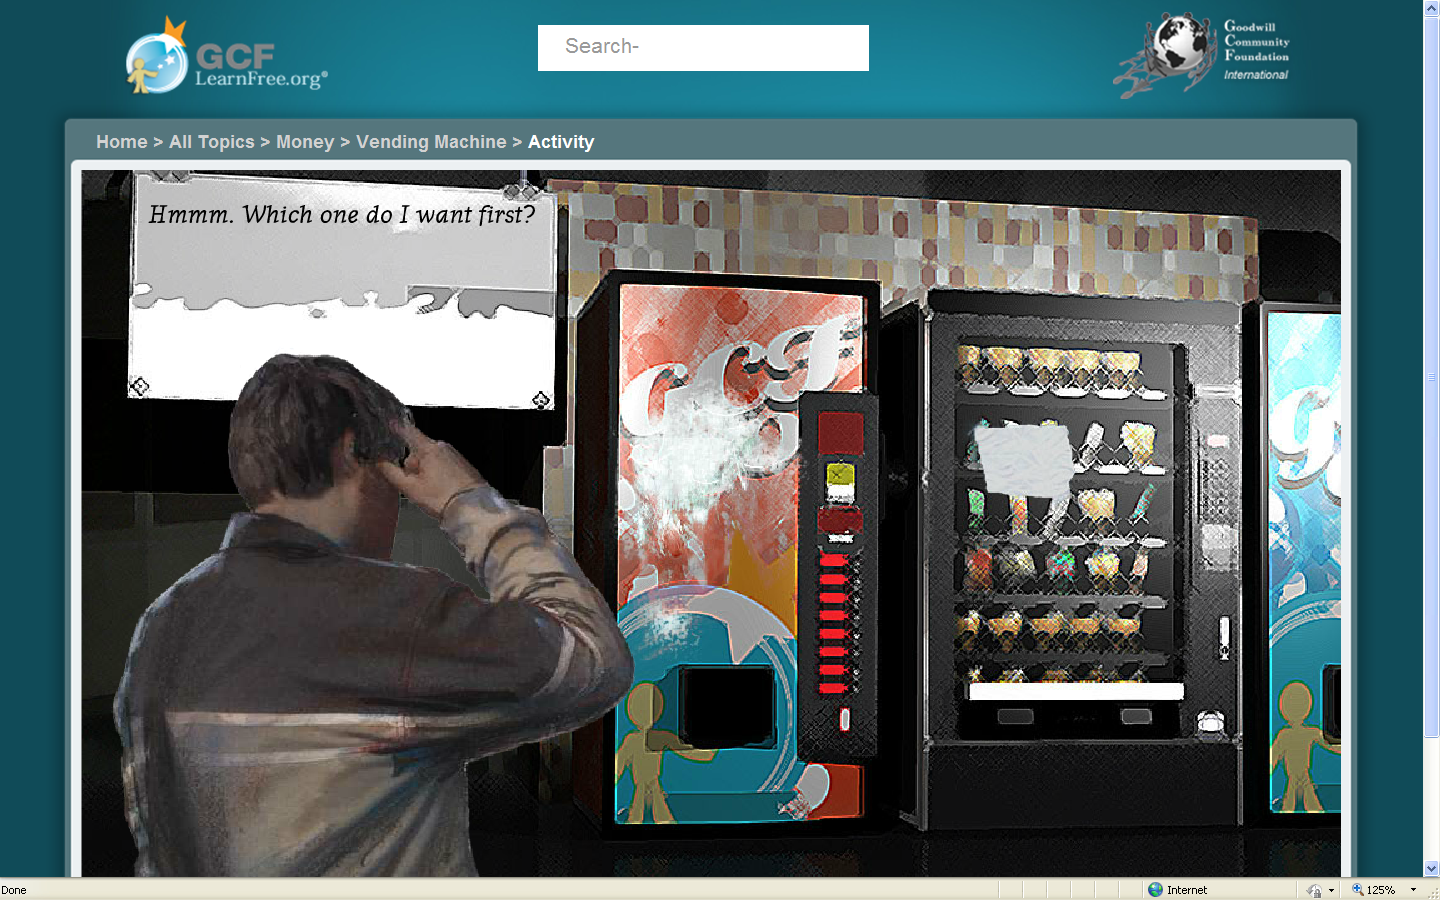 GCF
LearnFree.org®
Search-
Goodwill
Community
Foundation
International
Home > All Topics > Money > Vending Machine > Activity
Hmmm. Which one do I want first?
GCF
Done
Internet
125%